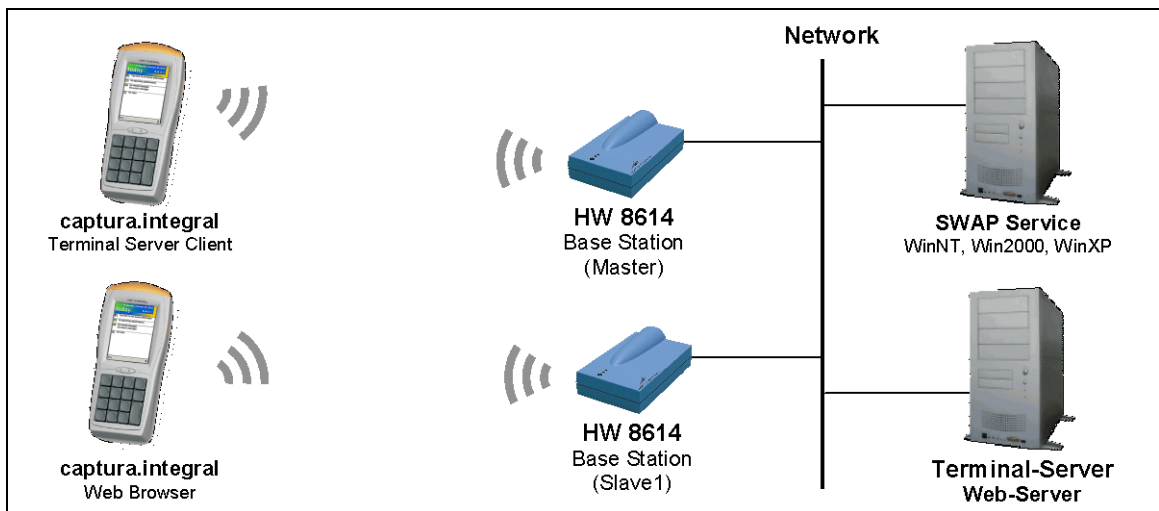 Network
captura.integral
Terminal Server Client
HW 8614
Base Station
(Master)
SWAP Service
WinNT, Win2000, WinXP
captura.integral
Web Browser
HW 8614
Base Station
(Slave1)
Terminal-Server
Web-Server